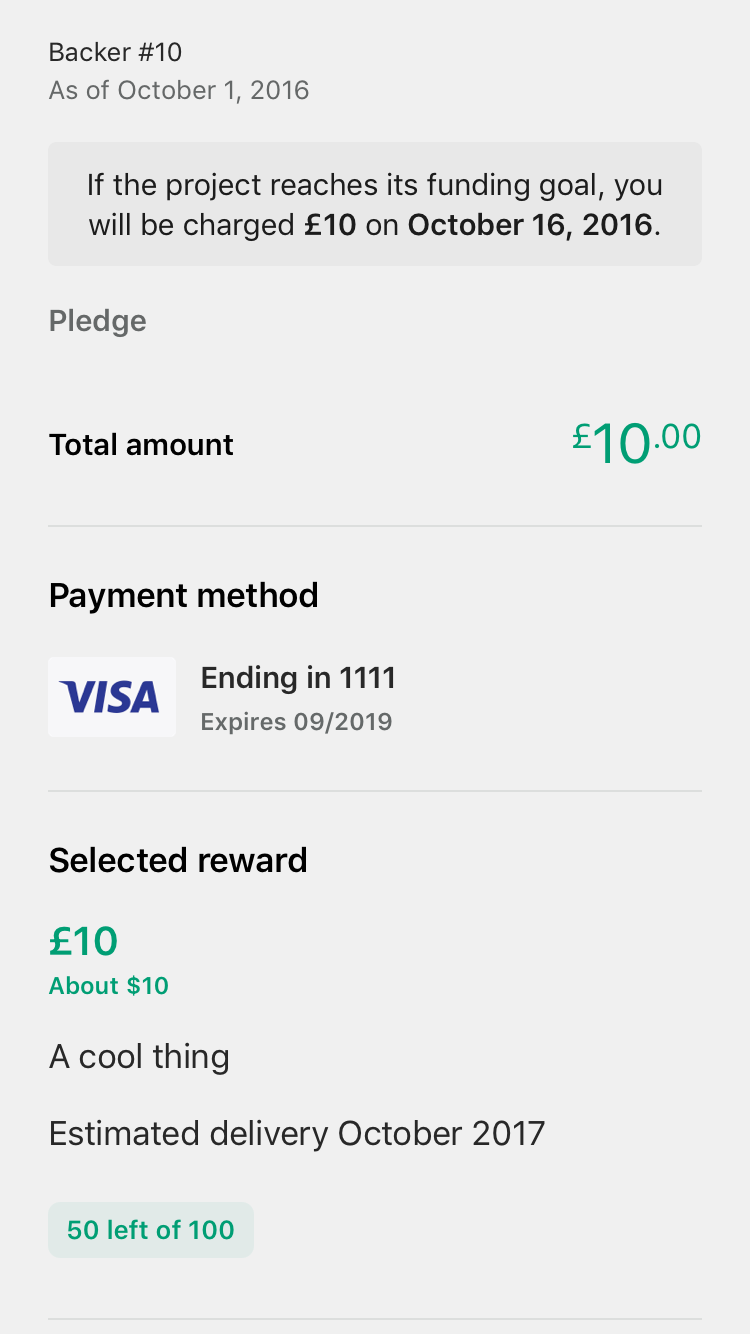 Backer #10
As of October 1, 2016
If the project reaches its funding goal, you
will be charged £10 on October 16, 2016.
Pledge
Total amount £10.00
Payment method
VISA Ending in 1111
Expires 09/2019
Selected reward
£10
About $10
A cool thing
Estimated delivery October 2017
50 left of 100